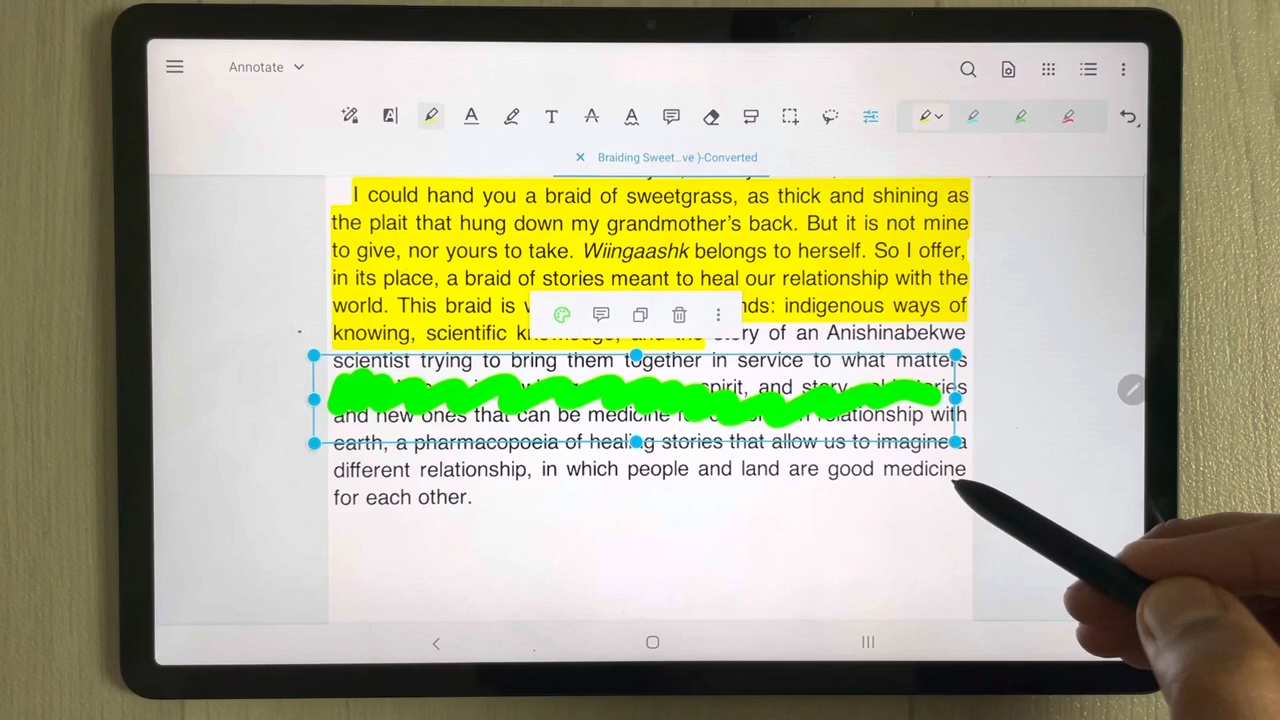 Annotate
Braiding Sweet...ve )-Converted
I could hand you a braid of sweetgrass, as thick and shining as
the plait that hung down my grandmother's back. But it is not mine
to give, nor yours to take. Wiingaashk belongs to herself. So I offer,
in its place, a braid of stories meant to heal our relationship with the
world. This braid is indigenous ways of
knowing, scientific and the story of an Anishinabekwe
scientist trying to bring them together in service to what matters
spirit, and story
and new ones that can be medicine relationship with
earth, a pharmacopoeia of healing stories that allow us to imagine a
different relationship, in which people and land are good medicine
for each other.